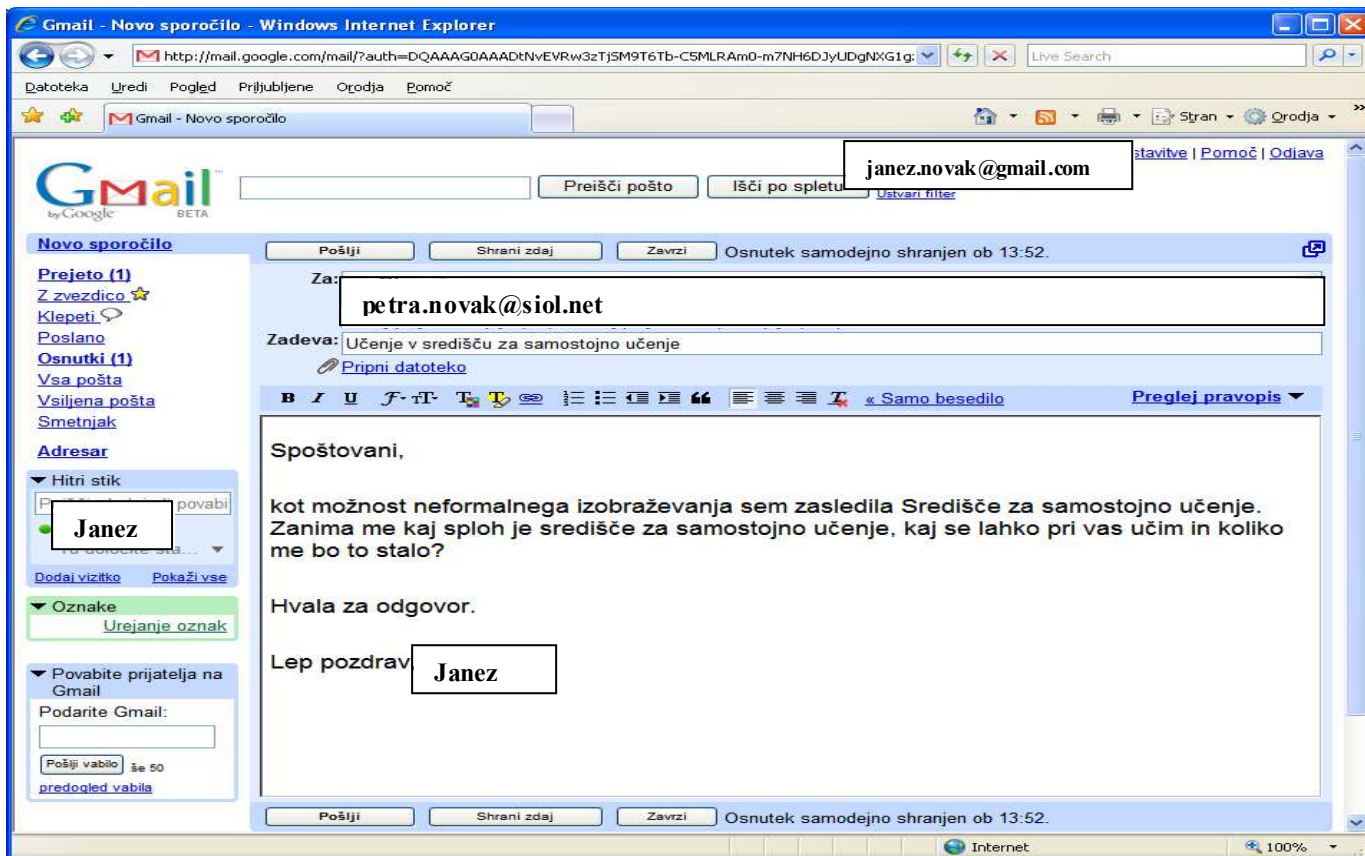 Gmail - Novo sporočilo - Windows Internet Explorer
http://mail.google.com/mail/?auth=DQAAAG0AAADtNvEVRw3zTjSM9T6Tb-C5MLRAm0-m7NH6DJyUDgNXG1g
Live Search
Datoteka Uredi Pogled Priljubljene Orodja Pomoč
Gmail - Novo sporočilo
Stran Orodja
janez.novak@gmail.com
stavitve | Pomoč | Odjava
Gmail
by Google BETA
Preišči pošto Išči po spletu
Ustvari filter
Novo sporočilo
Pošlji Shrani zdaj Zavrzi Osnutek samodejno shranjen ob 13:52.
Prejeto (1)
Z zvezdico
Klepeti
Poslano
Osnutki (1)
Vsa pošta
Vsiljena pošta
Smetnjak
Adresar
Za:
petra.novak@siol.net
Zadeva: Učenje v središču za samostojno učenje
Pripni datoteko
B I U « Samo besedilo Preglej pravopis
Spoštovani,
kot možnost neformalnega izobraževanja sem zasledila Središče za samostojno učenje.
Zanima me kaj sploh je središče za samostojno učenje, kaj se lahko pri vas učim in koliko
me bo to stalo?
Hvala za odgovor.
Lep pozdrav,
Janez
Hitri stik
povabi
Janez
Dodaj vizitko Pokaži vse
Oznake
Urejanje oznak
Povabite prijatelja na
Gmail
Podarite Gmail:
Pošlji vabilo še 50
predogled vabila
Pošlji Shrani zdaj Zavrzi Osnutek samodejno shranjen ob 13:52.
Internet 100%